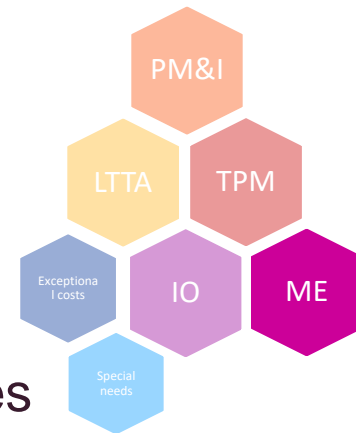 PM&I
LTTA
TPM
Exceptiona
l costs
IO
ME
Special
needs
es